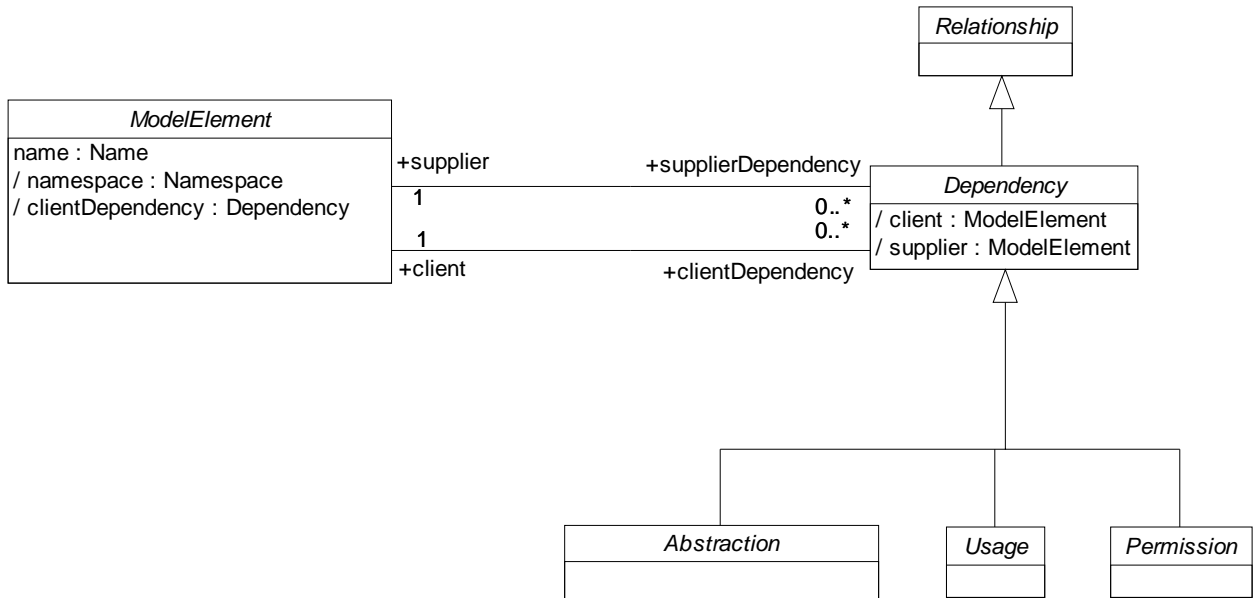 Relationship
ModelElement
name : Name
/ namespace : Namespace
/ clientDependency : Dependency
+supplier
+supplierDependency
1
0..*
Dependency
/ client : ModelElement
/ supplier : ModelElement
1
0..*
+client
+clientDependency
Abstraction
Usage
Permission